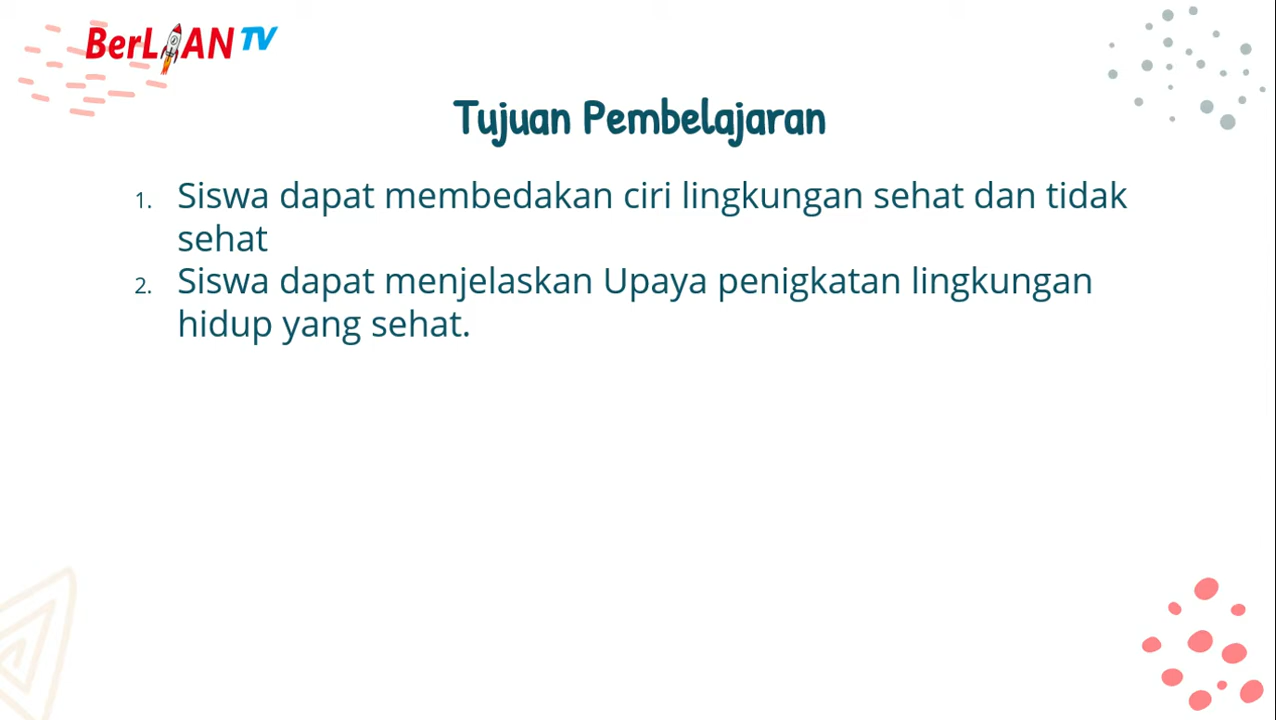 BerLIAN TV
Tujuan Pembelajaran
1. Siswa dapat membedakan ciri lingkungan sehat dan tidak
sehat
2. Siswa dapat menjelaskan Upaya penigkatan lingkungan
hidup yang sehat.